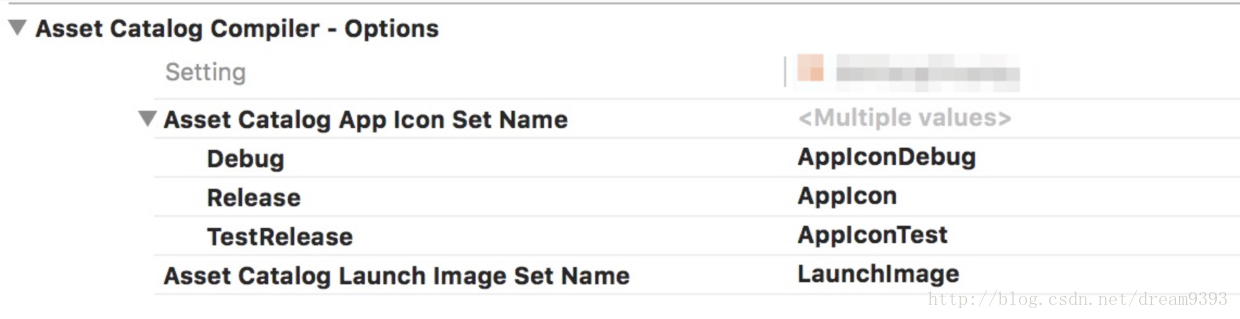 Asset Catalog Compiler - Options
Setting
Asset Catalog App Icon Set Name <Multiple values>
Debug AppIconDebug
Release AppIcon
TestRelease AppIconTest
Asset Catalog Launch Image Set Name LaunchImage
http://blog.csdn.net/dream9393